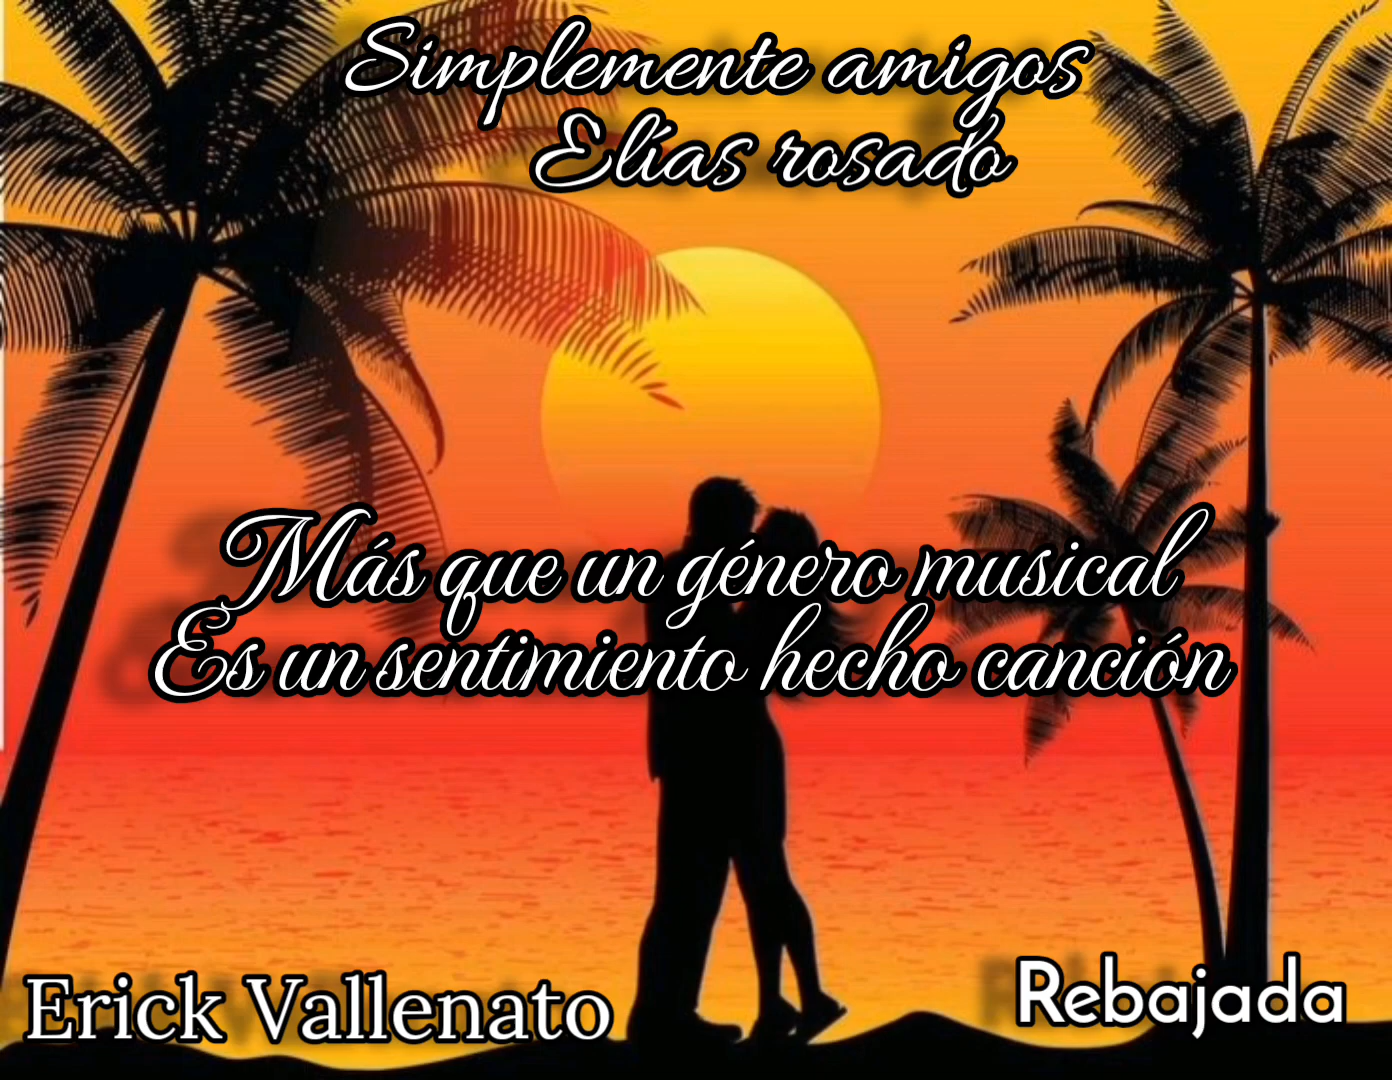 Simplemente amigos
Elías rosado
Más que un género musical
Es un sentimiento hecho canción
Erick Vallenato
Rebajada